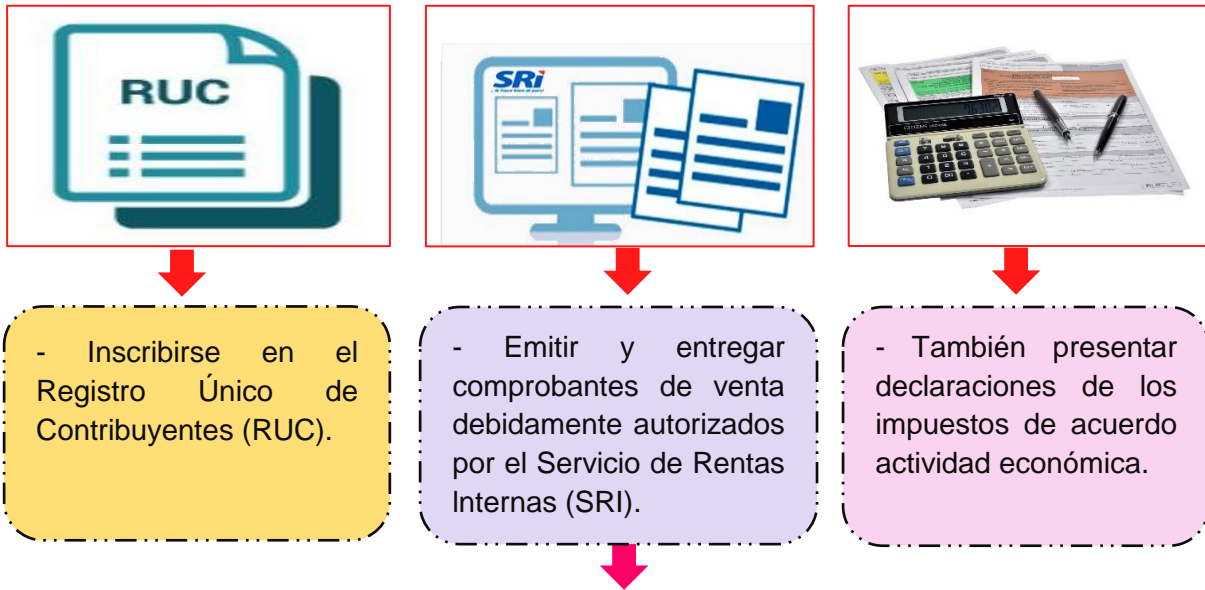 RUC
SRi
- Inscribirse en el
Registro Único de
Contribuyentes (RUC).
- Emitir y entregar
comprobantes de venta
debidamente autorizados
por el Servicio de Rentas
Internas (SRI).
- También presentar
declaraciones de los
impuestos de acuerdo
actividad económica.